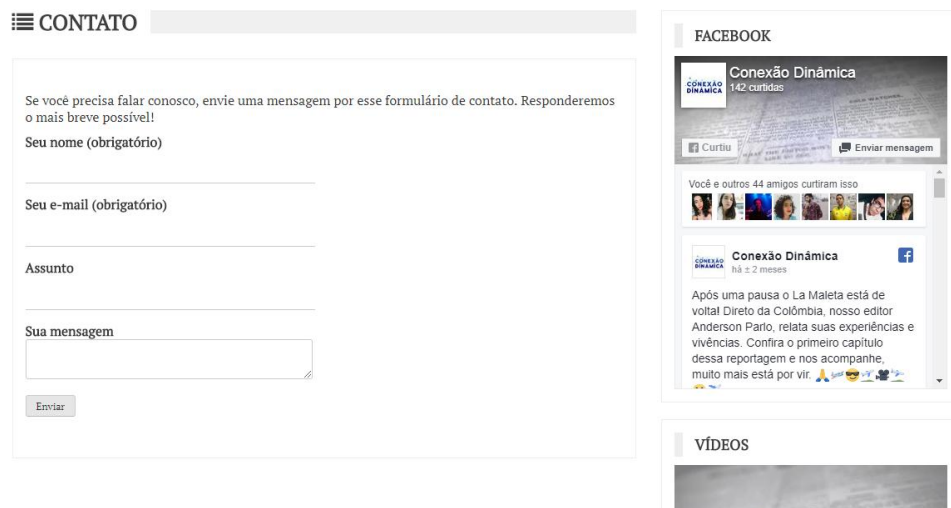 CONTATO
Se você precisa falar conosco, envie uma mensagem por esse formulário de contato. Responderemos
o mais breve possível!
Seu nome (obrigatório)
Seu e-mail (obrigatório)
Assunto
Sua mensagem
Enviar
FACEBOOK
CONEXÃO
DINÂMICA
Conexão Dinâmica
142 curtidas
Curtiu
Enviar mensagem
Você e outros 44 amigos curtiram isso
CONEXÃO
DINÂMICA
Conexão Dinâmica
há ± 2 meses
Após uma pausa o La Maleta está de
volta! Direto da Colômbia, nosso editor
Anderson Parlo, relata suas experiências e
vivências. Confira o primeiro capítulo
dessa reportagem e nos acompanhe,
muito mais está por vir.
VÍDEOS